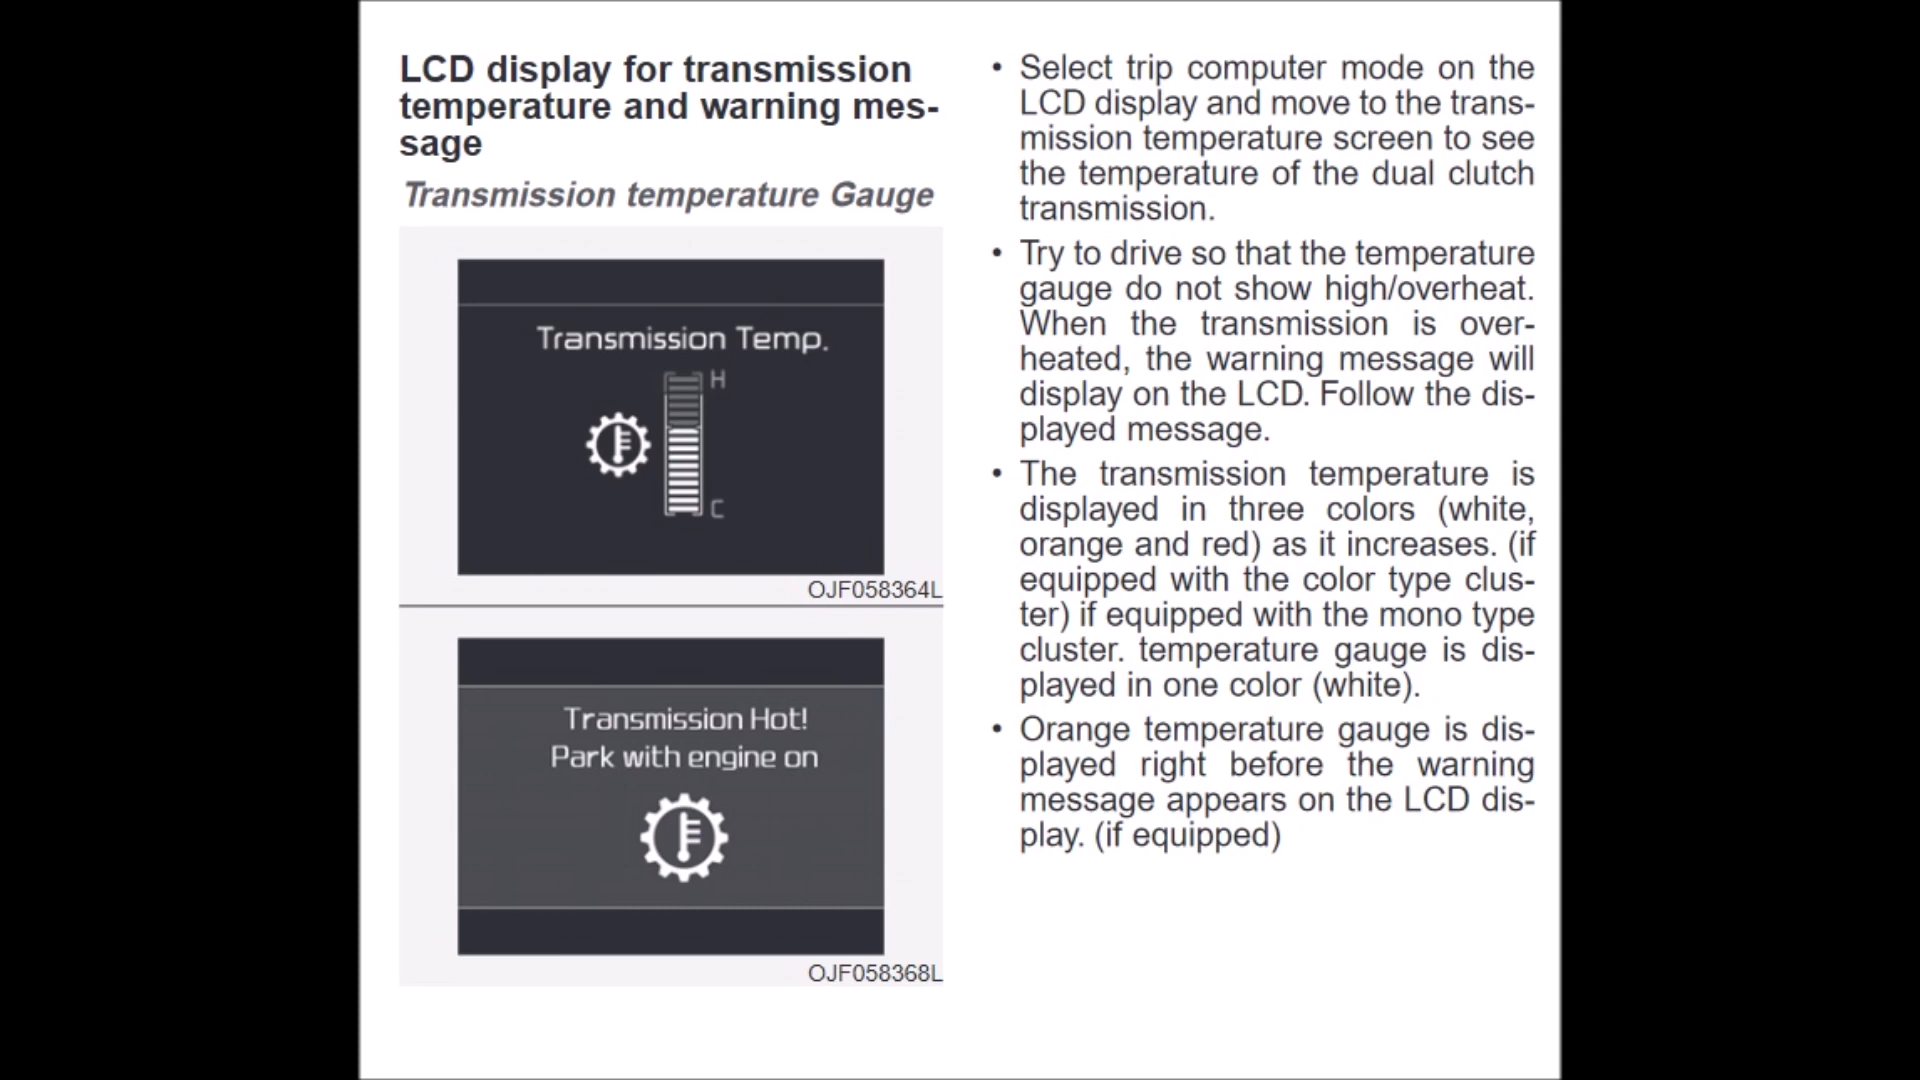 LCD display for transmission
temperature and warning mes-
sage
Transmission temperature Gauge
Transmission Temp.
H
C
OJF058364L
Transmission Hot!
Park with engine on
OJF058368L
• Select trip computer mode on the
LCD display and move to the trans-
mission temperature screen to see
the temperature of the dual clutch
transmission.
• Try to drive so that the temperature
gauge do not show high/overheat.
When the transmission is over-
heated, the warning message will
display on the LCD. Follow the dis-
played message.
• The transmission temperature is
displayed in three colors (white,
orange and red) as it increases. (if
equipped with the color type clus-
ter) if equipped with the mono type
cluster. temperature gauge is dis-
played in one color (white).
• Orange temperature gauge is dis-
played right before the warning
message appears on the LCD dis-
play. (if equipped)